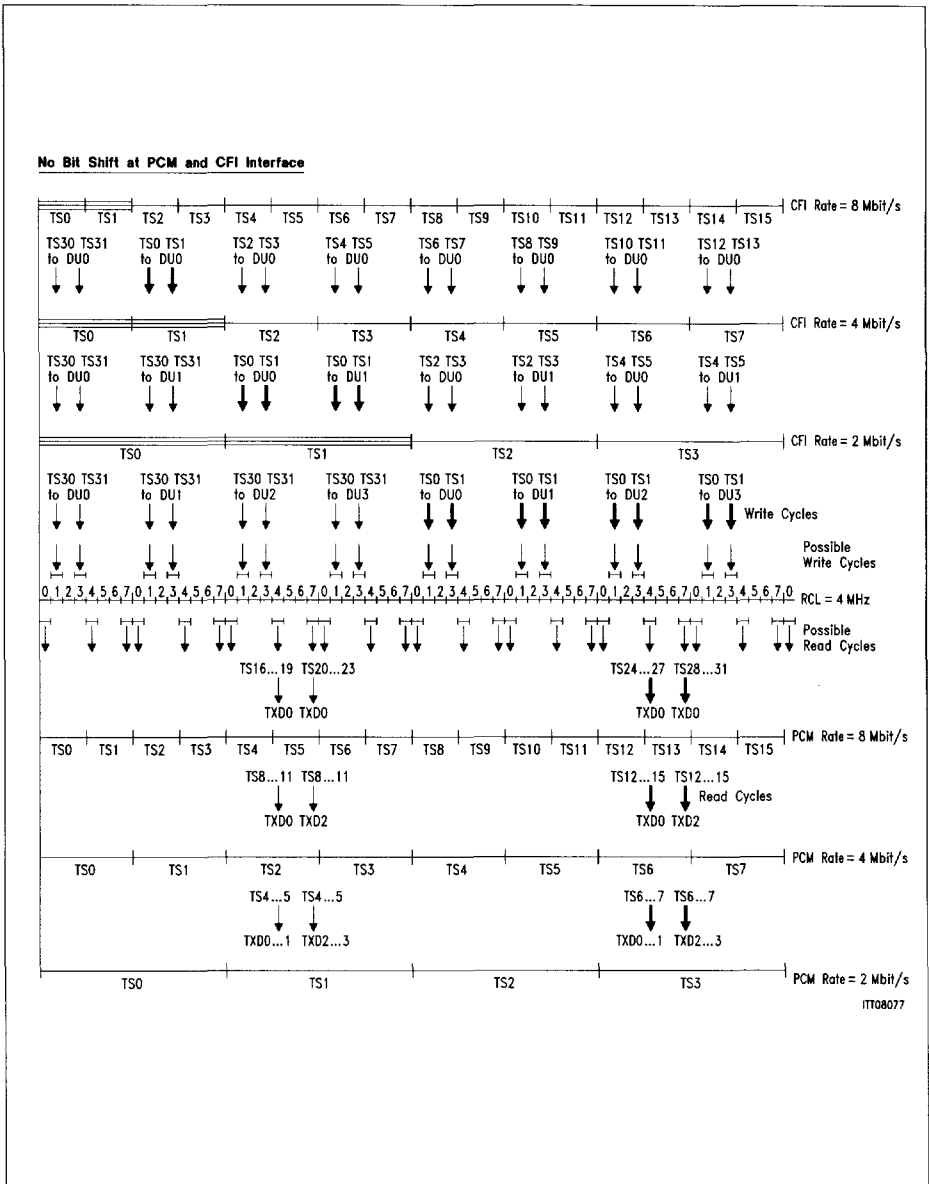 No Bit Shift at PCM and CFI Interface
TS0 TS1 TS2 TS3 TS4 TS5 TS6 TS7 TS8 TS9 TS10 TS11 TS12 TS13 TS14 TS15 CFI Rate = 8 Mbit/s
TS30 TS31 TS0 TS1 TS2 TS3 TS4 TS5 TS6 TS7 TS8 TS9 TS10 TS11 TS12 TS13
to DU0 to DU0 to DU0 to DU0 to DU0 to DU0 to DU0 to DU0
TS0 TS1 TS2 TS3 TS4 TS5 TS6 TS7 CFI Rate = 4 Mbit/s
TS30 TS31 TS30 TS31 TS0 TS1 TS0 TS1 TS2 TS3 TS2 TS3 TS4 TS5 TS4 TS5
to DU0 to DU1 to DU0 to DU1 to DU0 to DU1 to DU0 to DU1
TS0 TS1 TS2 TS3 CFI Rate = 2 Mbit/s
TS30 TS31 TS30 TS31 TS30 TS31 TS30 TS31 TS0 TS1 TS0 TS1 TS0 TS1 TS0 TS1
to DU0 to DU1 to DU2 to DU3 to DU0 to DU1 to DU2 to DU3
Write Cycles
Possible
Write Cycles
0 1 2 3 4 5 6 7 0 1 2 3 4 5 6 7 0 1 2 3 4 5 6 7 0 1 2 3 4 5 6 7 0 1 2 3 4 5 6 7 0 1 2 3 4 5 6 7 0 1 2 3 4 5 6 7 0 1 2 3 4 5 6 7 0 RCL = 4 MHz
Possible
Read Cycles
TS16...19 TS20...23 TS24...27 TS28...31
TXD0 TXD0 TXD0 TXD0
TS0 TS1 TS2 TS3 TS4 TS5 TS6 TS7 TS8 TS9 TS10 TS11 TS12 TS13 TS14 TS15 PCM Rate = 8 Mbit/s
TS8...11 TS8...11 TS12...15 TS12...15
Read Cycles
TXD0 TXD2 TXD0 TXD2
TS0 TS1 TS2 TS3 TS4 TS5 TS6 TS7 PCM Rate = 4 Mbit/s
TS4...5 TS4...5 TS6...7 TS6...7
TXD0...1 TXD2...3 TXD0...1 TXD2...3
TS0 TS1 TS2 TS3 PCM Rate = 2 Mbit/s
ITT08077